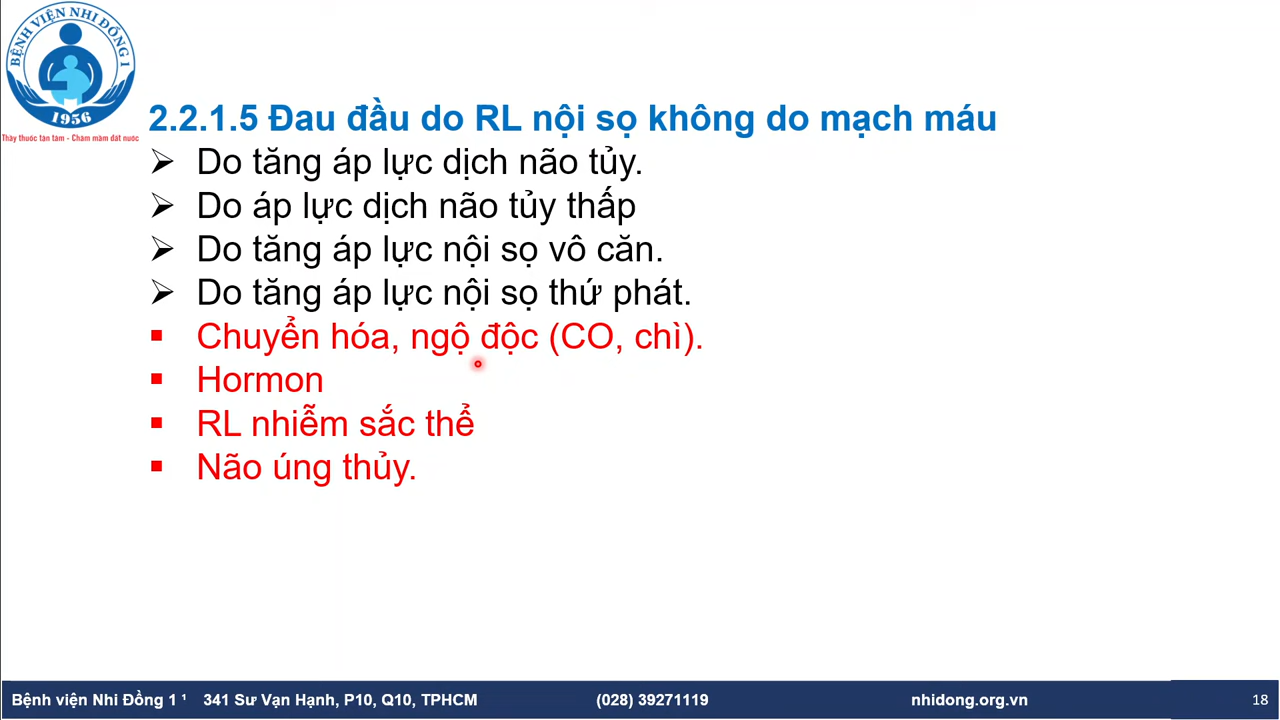 BỆNH VIỆN NHI ĐỒNG 1
1956
Thầy thuốc tận tâm - Chăm mầm đất nước
2.2.1.5 Đau đầu do RL nội sọ không do mạch máu
➢ Do tăng áp lực dịch não tủy.
➢ Do áp lực dịch não tủy thấp
➢ Do tăng áp lực nội sọ vô căn.
➢ Do tăng áp lực nội sọ thứ phát.
▪ Chuyển hóa, ngộ độc (CO, chì).
▪ Hormon
▪ RL nhiễm sắc thể
▪ Não úng thủy.
Bệnh viện Nhi Đồng 1 ¹ 341 Sư Vạn Hạnh, P10, Q10, TPHCM (028) 39271119 nhidong.org.vn 18